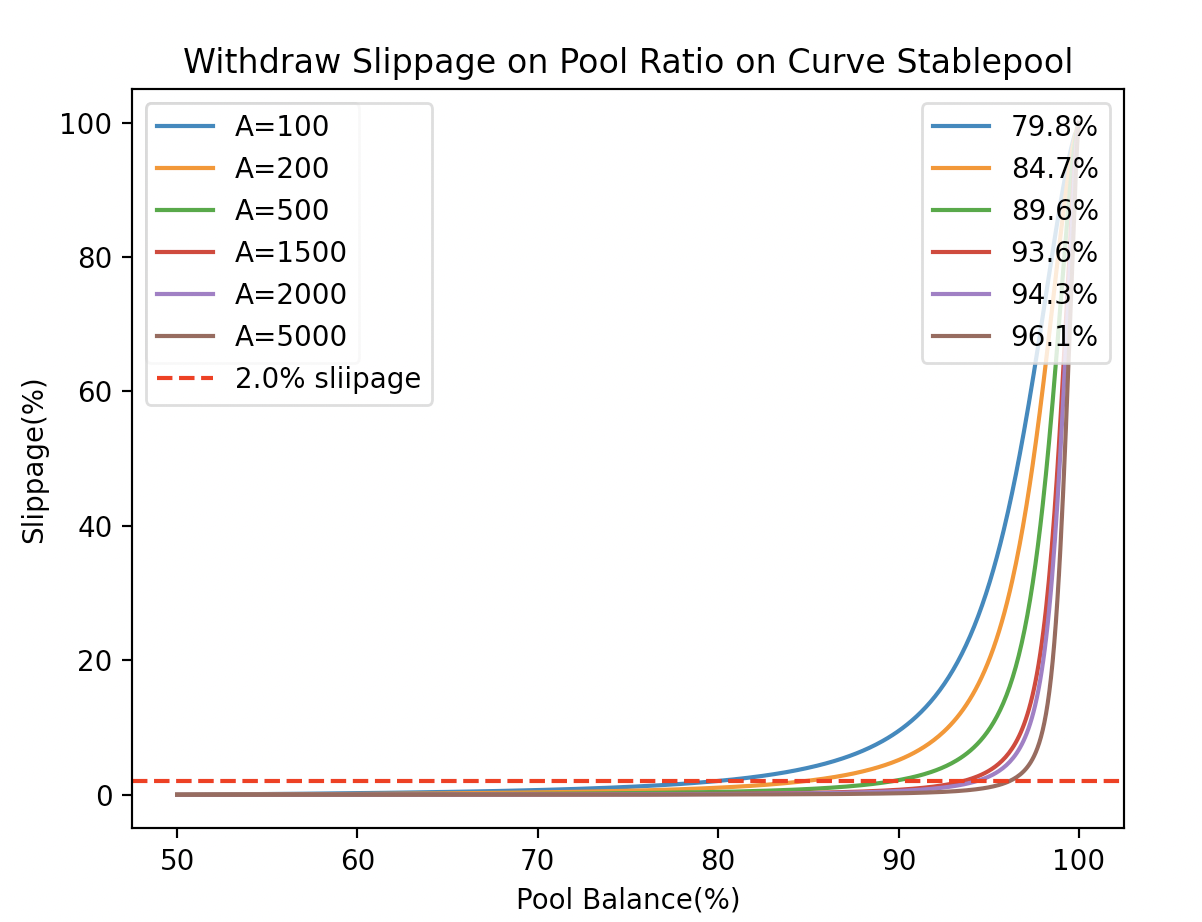 Withdraw Slippage on Pool Ratio on Curve Stablepool
A=100
A=200
A=500
A=1500
A=2000
A=5000
2.0% sliipage
79.8%
84.7%
89.6%
93.6%
94.3%
96.1%
Slippage(%)
100
80
60
40
20
0
50 60 70 80 90 100
Pool Balance(%)